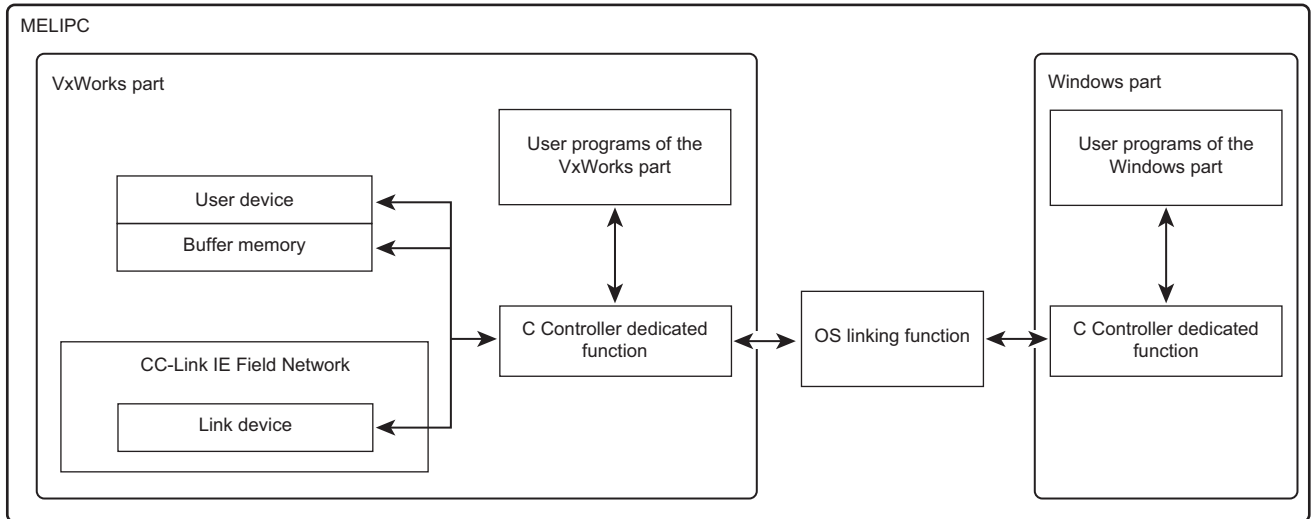 MELIPC
VxWorks part
User programs of the
VxWorks part
User device
Buffer memory
C Controller dedicated
function
CC-Link IE Field Network
Link device
OS linking function
Windows part
User programs of the
Windows part
C Controller dedicated
function